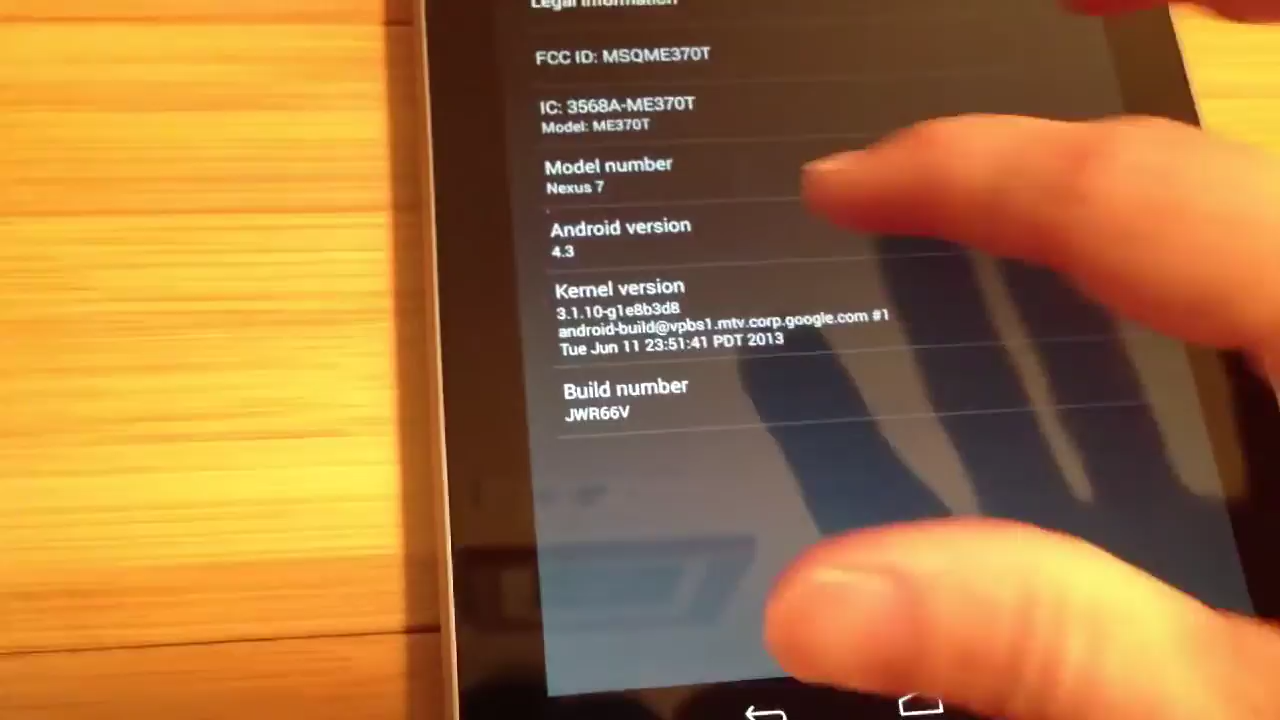 Legal information
FCC ID: MSQME370T
IC: 3568A-ME370T
Model: ME370T
Model number
Nexus 7
Android version
4.3
Kernel version
3.1.10-g1e8b3d8
android-build@vpbs1.mtv.corp.google.com #1
Tue Jun 11 23:51:41 PDT 2013
Build number
JWR66V